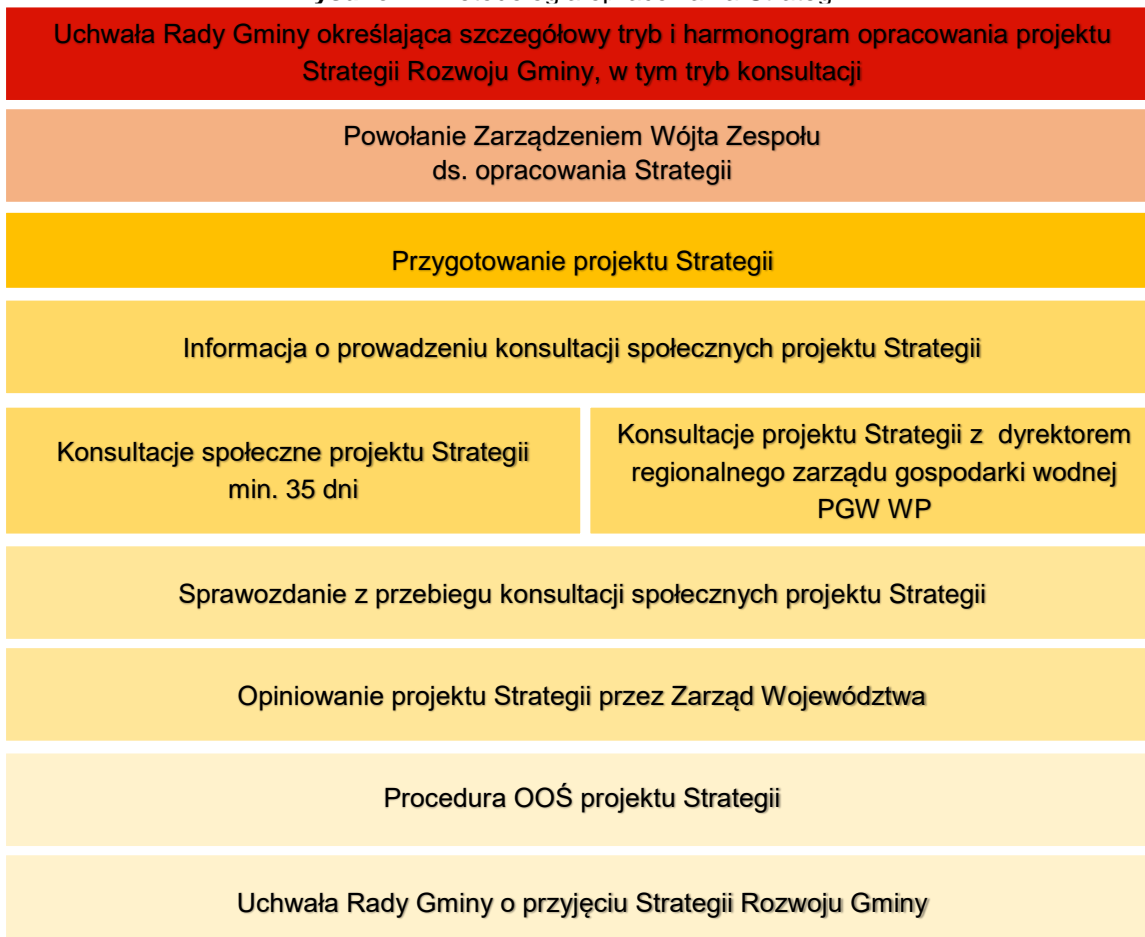 Uchwała Rady Gminy określająca szczegółowy tryb i harmonogram opracowania projektu
Strategii Rozwoju Gminy, w tym tryb konsultacji
Powołanie Zarządzeniem Wójta Zespołu
ds. opracowania Strategii
Przygotowanie projektu Strategii
Informacja o prowadzeniu konsultacji społecznych projektu Strategii
Konsultacje społeczne projektu Strategii
min. 35 dni
Konsultacje projektu Strategii z dyrektorem
regionalnego zarządu gospodarki wodnej
PGW WP
Sprawozdanie z przebiegu konsultacji społecznych projektu Strategii
Opiniowanie projektu Strategii przez Zarząd Województwa
Procedura OOŚ projektu Strategii
Uchwała Rady Gminy o przyjęciu Strategii Rozwoju Gminy